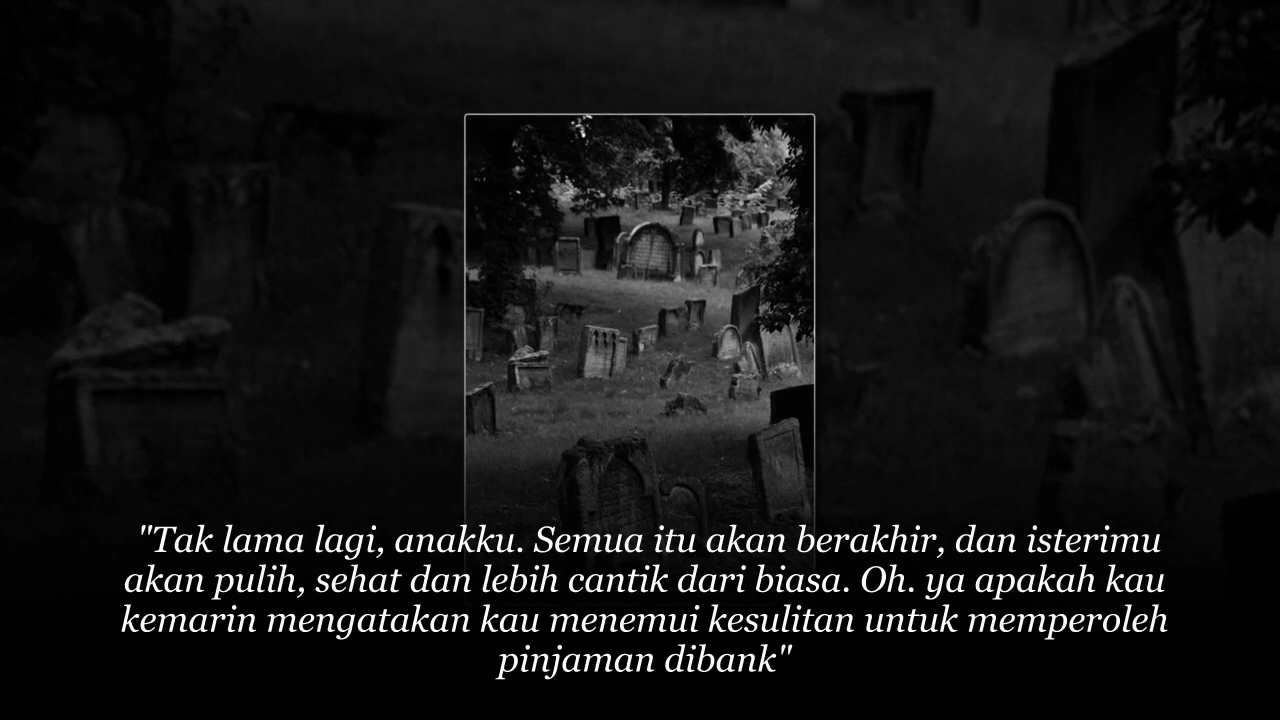 "Tak lama lagi, anakku. Semua itu akan berakhir, dan isterimu
akan pulih, sehat dan lebih cantik dari biasa. Oh. ya apakah kau
kemarin mengatakan kau menemui kesulitan untuk memperoleh
pinjaman dibank"